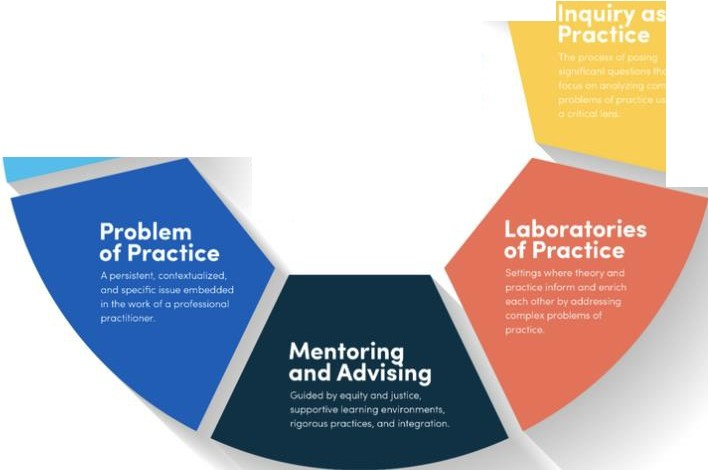 Inquiry as
Practice
The process of posing
significant questions
focus on analyzing
problems of practice
a critical lens.
Problem
of Practice
A persistent, contextualized,
and specific issue embedded
in the work of a professional
practitioner.
Mentoring
and Advising
Guided by equity and justice,
supportive learning environments,
rigorous practices, and integration.
Laboratories
of Practice
Settings where theory and
practice inform and enrich
each other by addressing
complex problems of
practice.